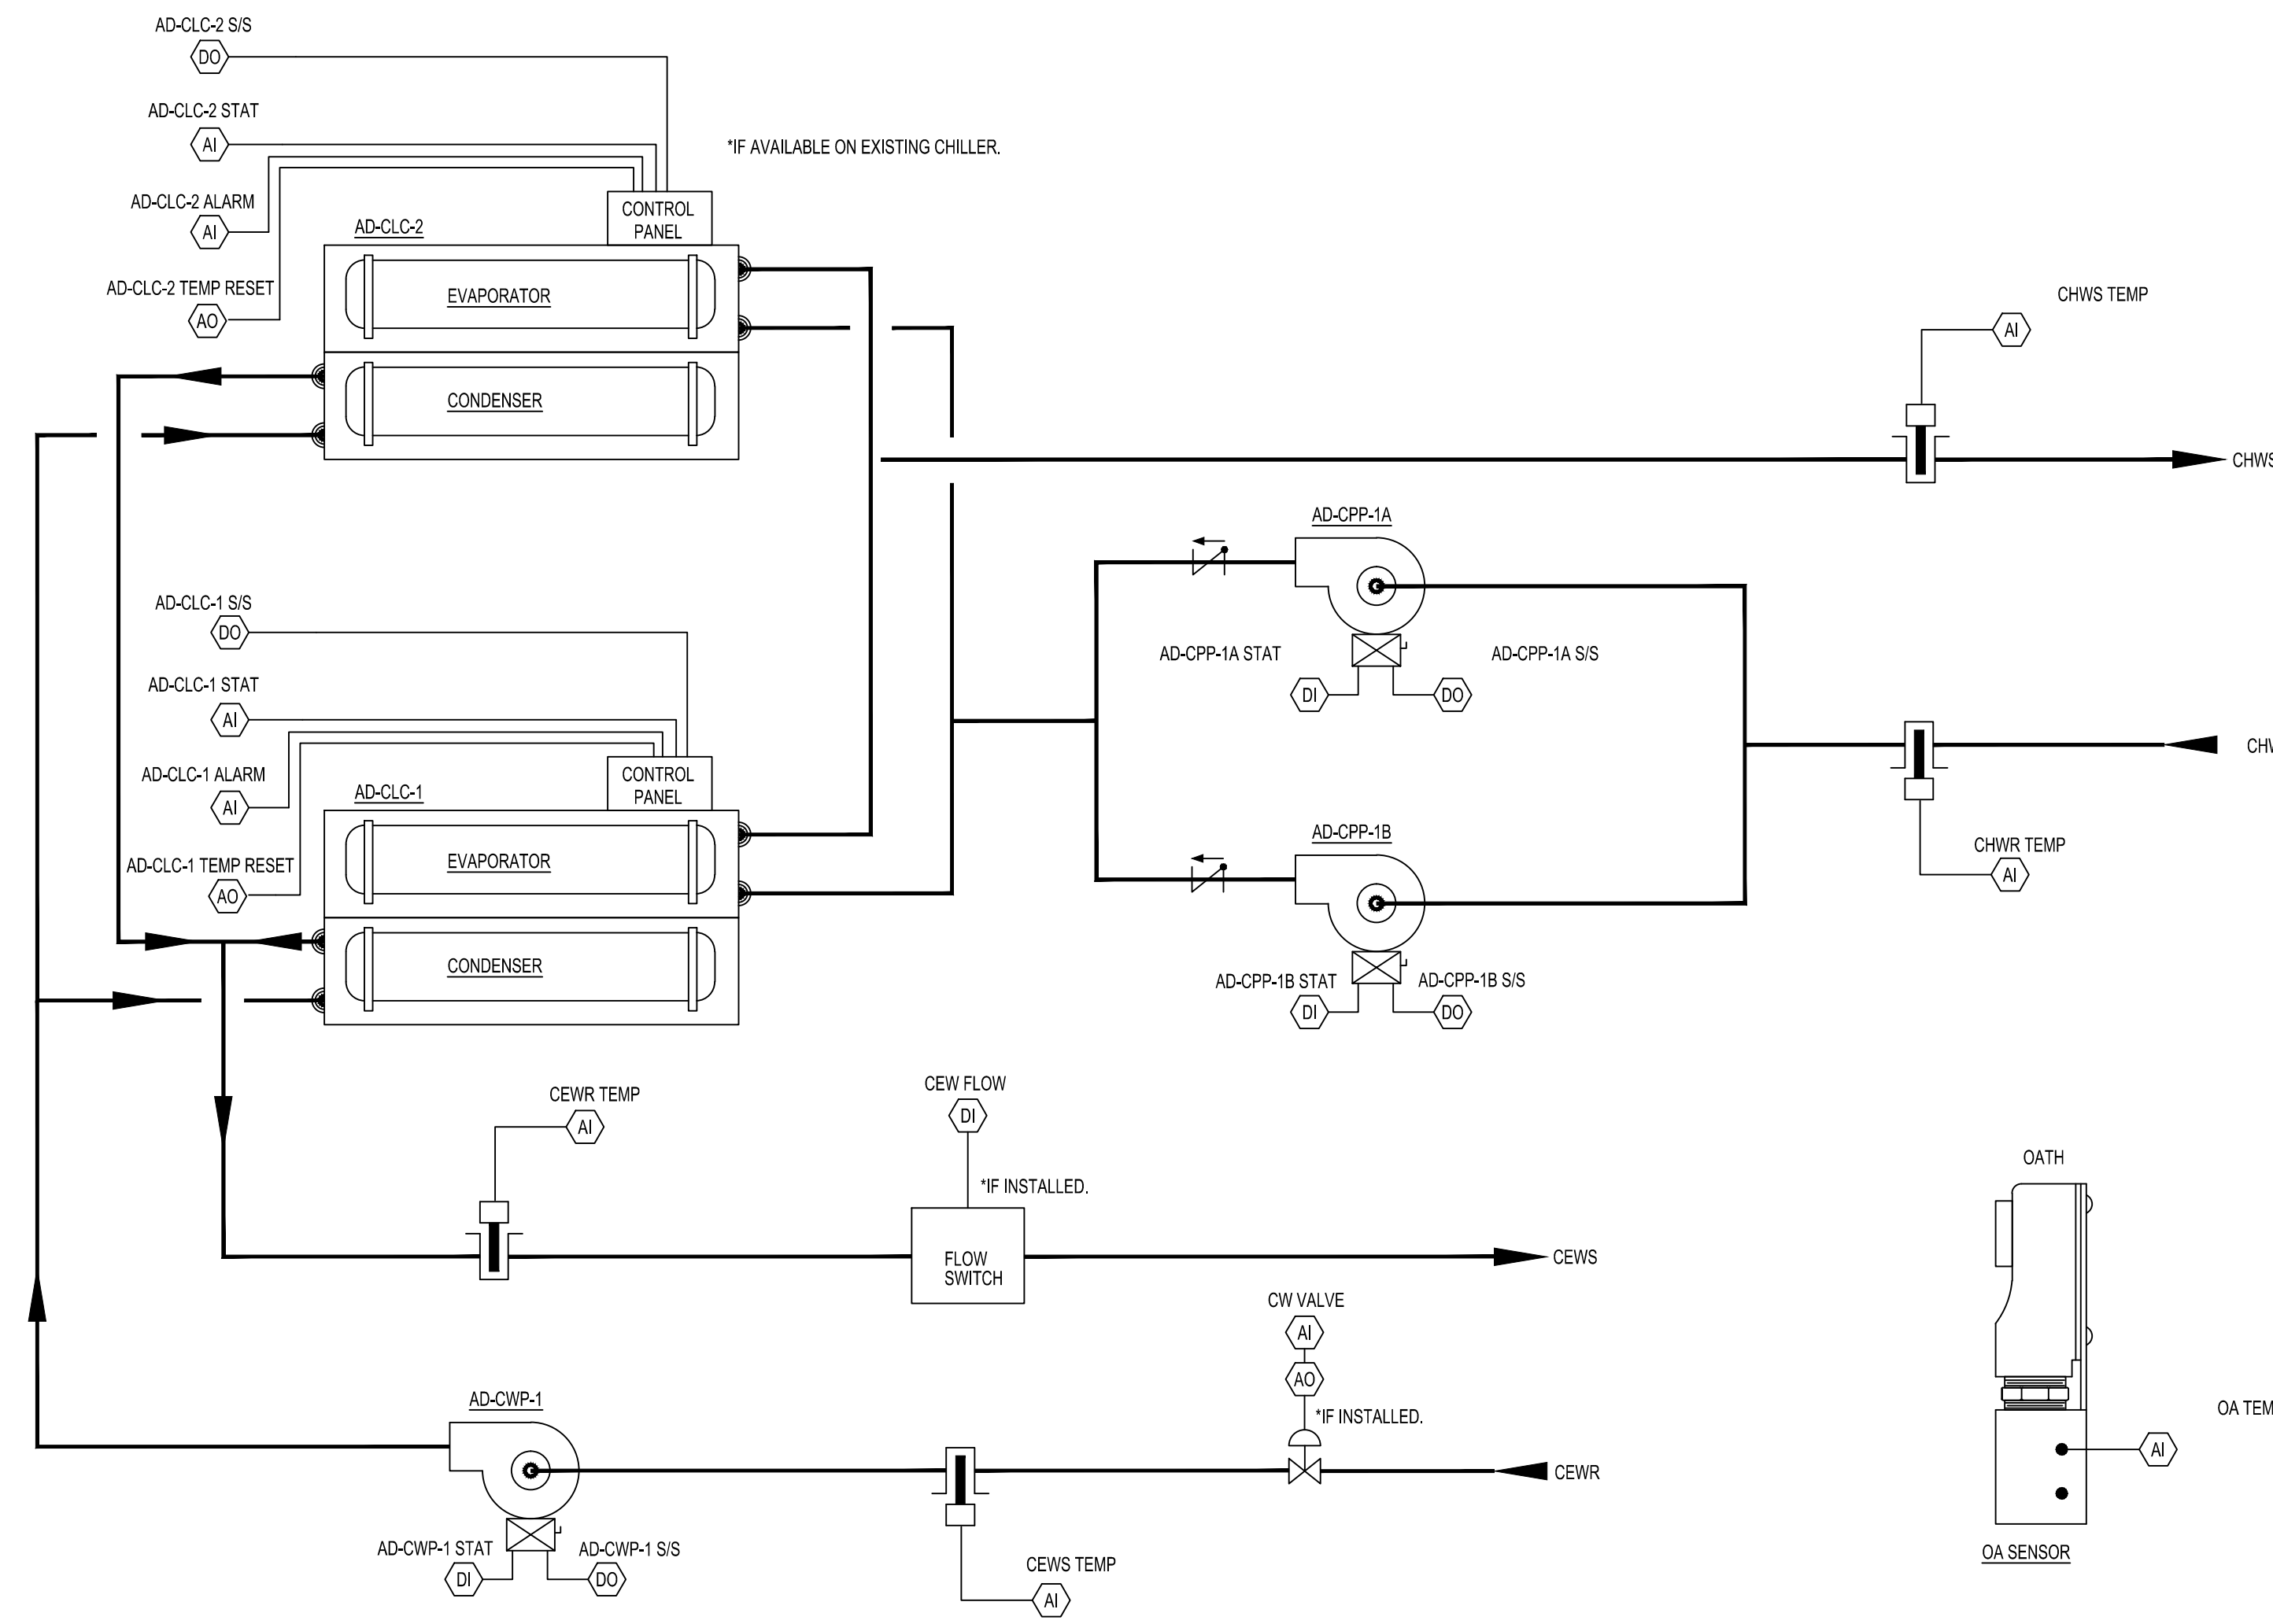 AD-CLC-2 S/S
DO
AD-CLC-2 STAT
AI
*IF AVAILABLE ON EXISTING CHILLER.
AD-CLC-2 ALARM
AI
CONTROL
PANEL
AD-CLC-2
AD-CLC-2 TEMP RESET
AO
EVAPORATOR
CONDENSER
CHWS TEMP
AI
CHWS
AD-CPP-1A
AD-CPP-1A STAT
AD-CPP-1A S/S
DI
DO
AD-CLC-1 S/S
DO
AD-CLC-1 STAT
AI
AD-CLC-1 ALARM
AI
CONTROL
PANEL
AD-CLC-1
AD-CLC-1 TEMP RESET
AO
EVAPORATOR
CONDENSER
CHW
CHWR TEMP
AI
AD-CPP-1B
AD-CPP-1B STAT
AD-CPP-1B S/S
DI
DO
CEWR TEMP
AI
CEW FLOW
DI
*IF INSTALLED.
FLOW
SWITCH
CEWS
CW VALVE
AI
AO
*IF INSTALLED.
CEWR
AD-CWP-1
AD-CWP-1 STAT
AD-CWP-1 S/S
DI
DO
CEWS TEMP
AI
OATH
OA TEM
AI
OA SENSOR